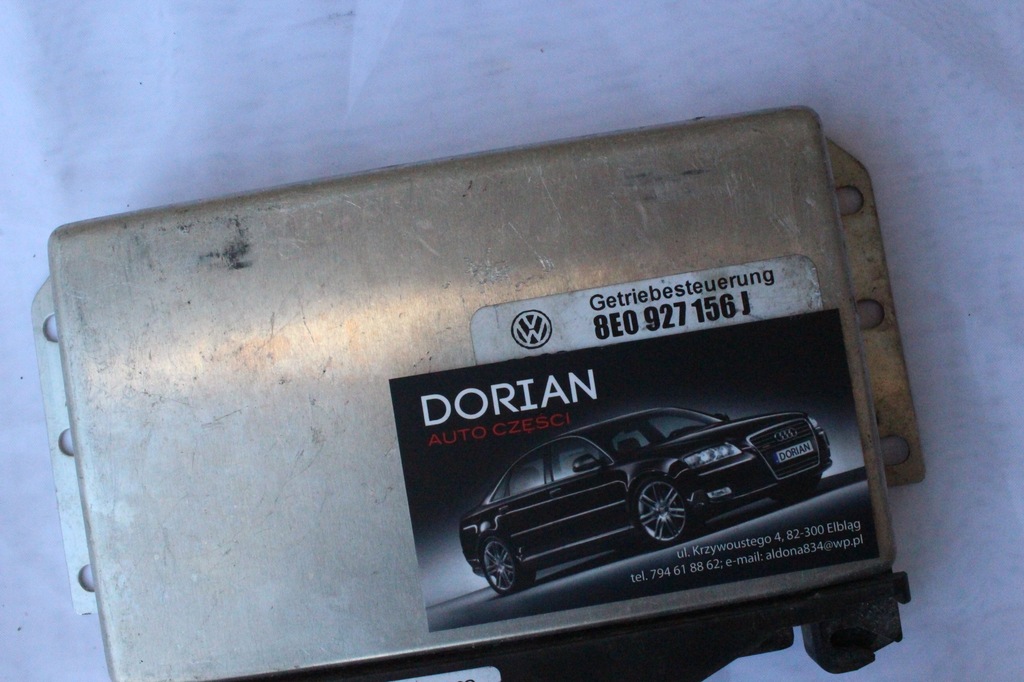 Getriebesteuerung
8E0 927 156 J
DORIAN
AUTO CZĘŚCI
DORIAN
ul. Krzywoustego 4, 82-300 Elbląg
tel. 794 61 88 62; e-mail: aldona834@wp.pl